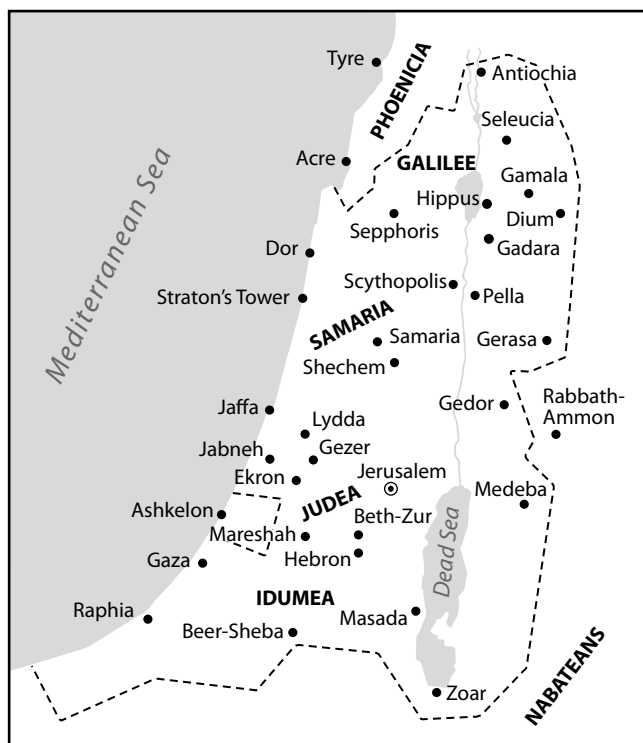 Tyre
PHOENICIA
Antiochia
Seleucia
Acre
GALILEE
Gamala
Hippus
Dium
Sepphoris
Gadara
Mediterranean Sea
Dor
Scythopolis
Straton's Tower
Pella
SAMARIA
Samaria
Gerasa
Shechem
Jaffa
Gedor
Rabbath-
Ammon
Lydda
Jabneh
Gezer
Ekron
Jerusalem
Medeba
JUDEA
Ashkelon
Beth-Zur
Mareshah
Hebron
Dead Sea
Gaza
IDUMEA
Raphia
Masada
Beer-Sheba
NABATEANS
Zoar